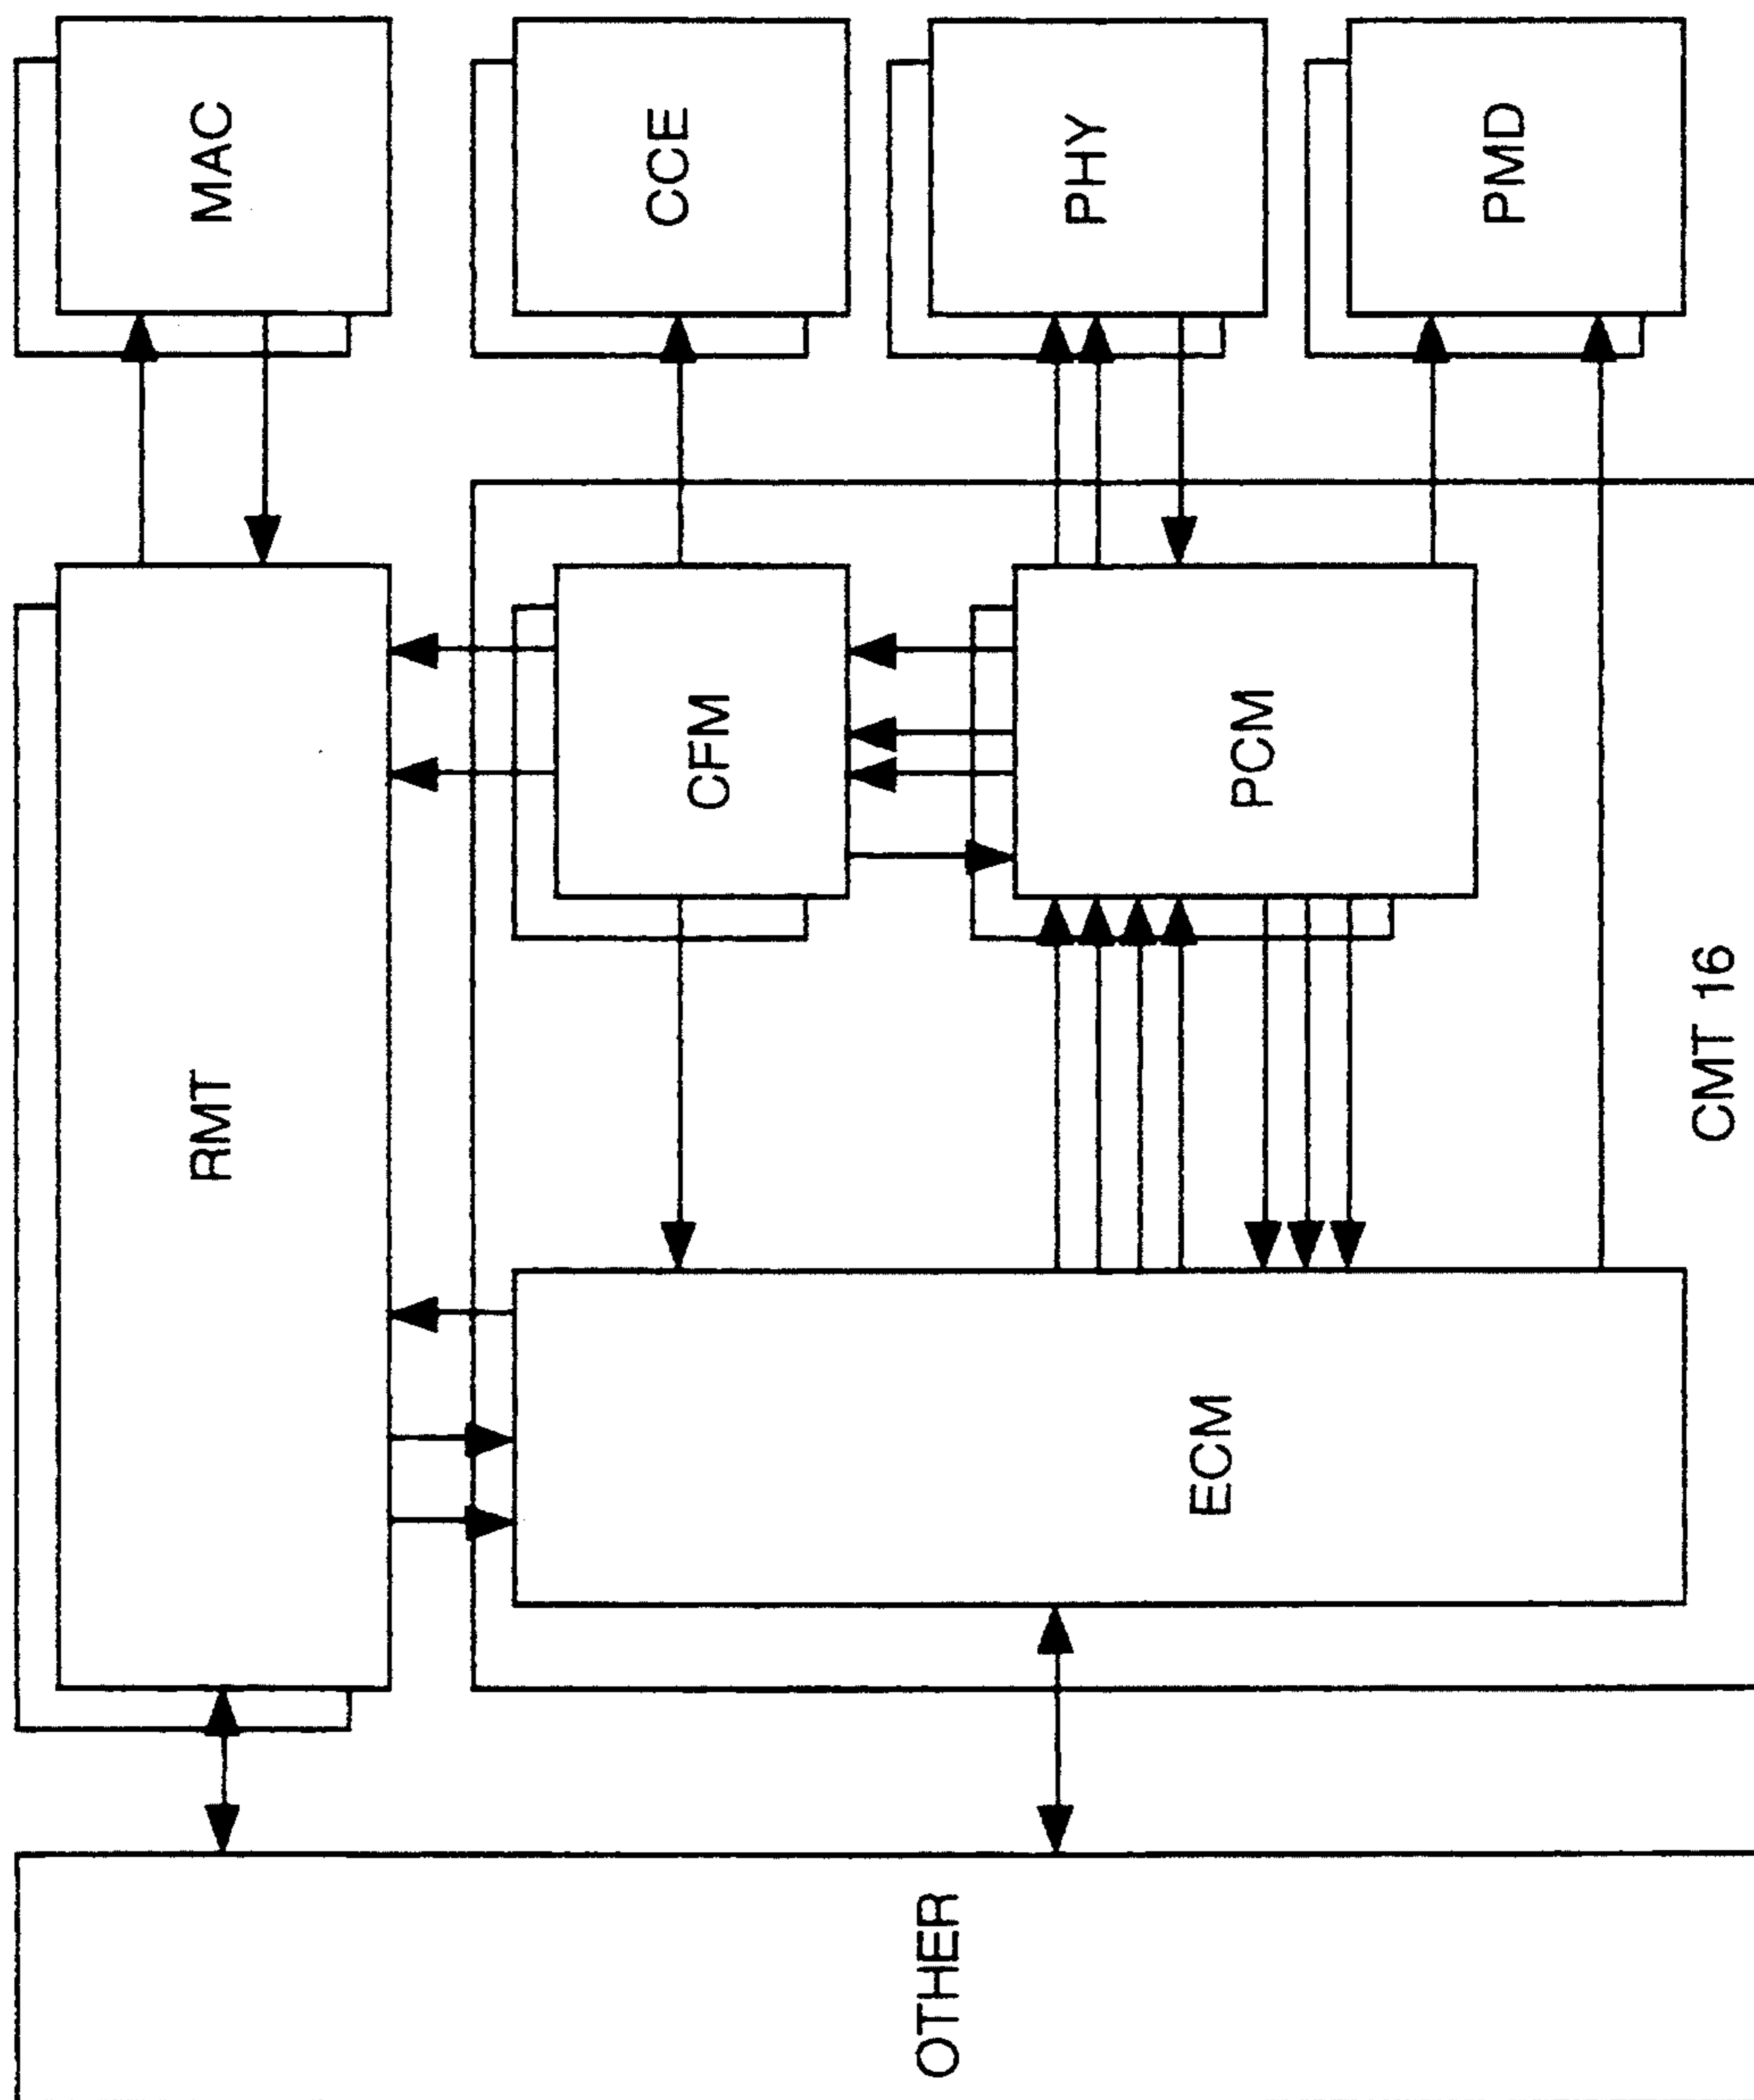 MAC
CCE
PHY
PMD
RMT
CFM
PCM
ECM
CMT 16
OTHER